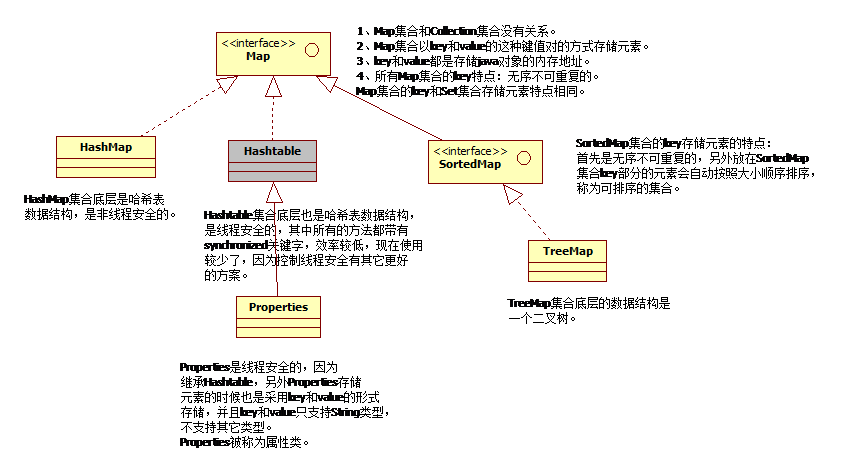 <<interface>>
Map
1、Map集合和Collection集合没有关系。
2、Map集合以key和value的这种键值对的方式存储元素。
3、key和value都是存储java对象的内存地址。
4、所有Map集合的key特点：无序不可重复的。
Map集合的key和Set集合存储元素特点相同。
HashMap
HashMap集合底层是哈希表
数据结构，是非线程安全的。
Hashtable
Hashtable集合底层也是哈希表数据结构，
是线程安全的，其中所有的方法都带有
synchronized关键字，效率较低，现在使用
较少了，因为控制线程安全有其它更好
的方案。
<<interface>>
SortedMap
SortedMap集合的key存储元素的特点：
首先是无序不可重复的，另外放在SortedMap
集合key部分的元素会自动按照大小顺序排序，
称为可排序的集合。
TreeMap
TreeMap集合底层的数据结构是
一个二叉树。
Properties
Properties是线程安全的，因为
继承Hashtable，另外Properties存储
元素的时候也是采用key和value的形式
存储，并且key和value只支持String类型，
不支持其它类型。
Properties被称为属性类。